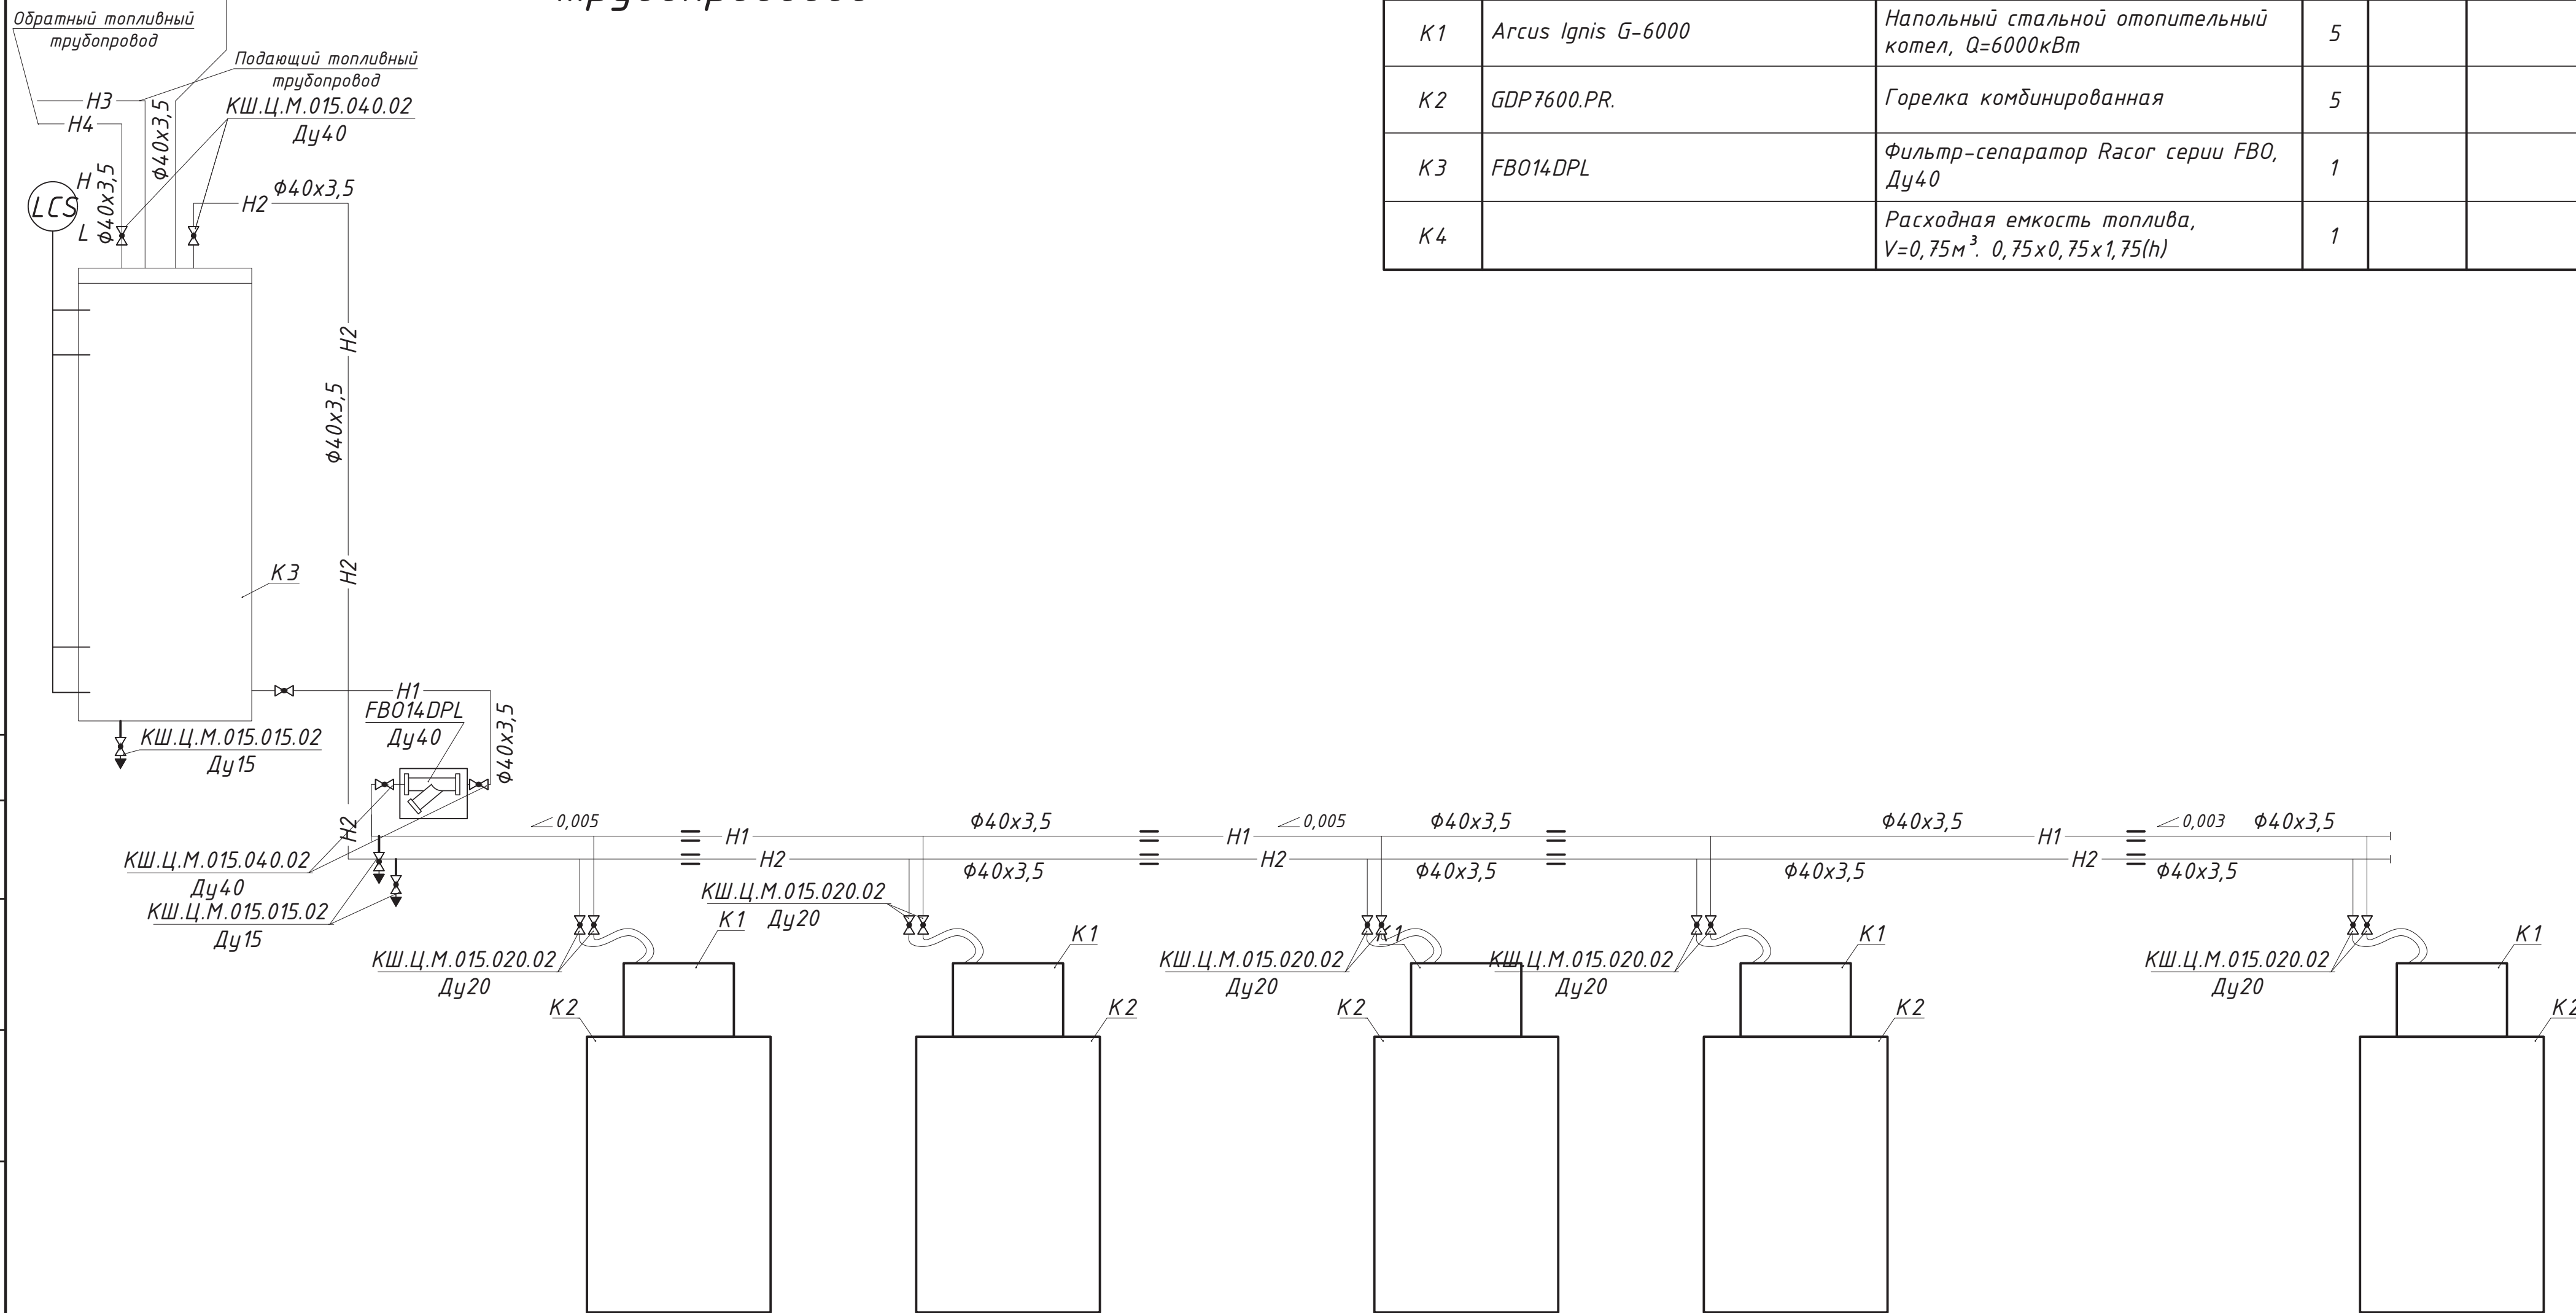 Обратный топливный
трубопровод
Подающий топливный
трубопровод
К1 Arcus Ignis G-6000 Напольный стальной отопительный
котел, Q=6000кВт 5
К2 GDP7600.PR. Горелка комбинированная 5
К3 FBO14DPL Фильтр-сепаратор Racor серии FBO,
Ду40 1
К4 Расходная емкость топлива,
V=0,75м³. 0,75х0,75х1,75(h) 1
Н3
Н4
КШ.Ц.М.015.040.02
Ду40
Ф40х3,5
Ф40х3,5
LCS
H
L
Н2
Ф40х3,5
Н2
Ф40х3,5
Н2
К3
Н1
FBO14DPL
Ду40
Ф40х3,5
КШ.Ц.М.015.015.02
Ду15
Н2
КШ.Ц.М.015.040.02
Ду40
КШ.Ц.М.015.015.02
Ду15
0,005
Н1
Ф40х3,5
Н1
0,005
Ф40х3,5
Ф40х3,5
Н1
0,003
Ф40х3,5
Н2
Ф40х3,5
Н2
Ф40х3,5
Ф40х3,5
Н2
Ф40х3,5
КШ.Ц.М.015.020.02
Ду20
К1
К1
К1
К1
К1
КШ.Ц.М.015.020.02
Ду20
КШ.Ц.М.015.020.02
Ду20
КШ.Ц.М.015.020.02
Ду20
КШ.Ц.М.015.020.02
Ду20
К2
К2
К2
К2
К2